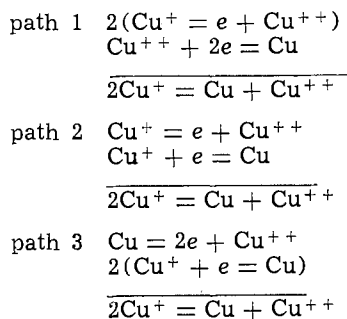 path 1 2(Cu⁺ = e + Cu⁺⁺)
Cu⁺⁺ + 2e = Cu
2Cu⁺ = Cu + Cu⁺⁺
path 2 Cu⁺ = e + Cu⁺⁺
Cu⁺ + e = Cu
2Cu⁺ = Cu + Cu⁺⁺
path 3 Cu = 2e + Cu⁺⁺
2(Cu⁺ + e = Cu)
2Cu⁺ = Cu + Cu⁺⁺